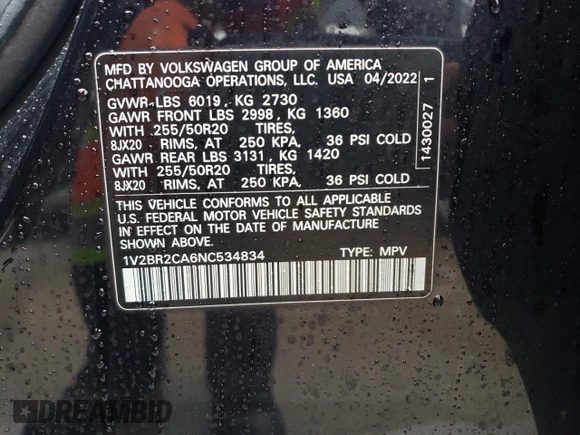 MFD BY VOLKSWAGEN GROUP OF AMERICA
CHATTANOOGA OPERATIONS, LLC. USA 04/2022
GVWR LBS 6019, KG 2730
GAWR FRONT LBS 2998, KG 1360
WITH 255/50R20 TIRES,
8JX20 RIMS, AT 250 KPA, 36 PSI COLD
GAWR REAR LBS 3131, KG 1420
WITH 255/50R20 TIRES,
8JX20 RIMS, AT 250 KPA, 36 PSI COLD
THIS VEHICLE CONFORMS TO ALL APPLICABLE
U.S. FEDERAL MOTOR VEHICLE SAFETY STANDARDS
IN EFFECT ON THE DATE OF MANUFACTURE
SHOWN ABOVE.
1V2BR2CA6NC534834 TYPE: MPV
1430027 1
DREAMBID